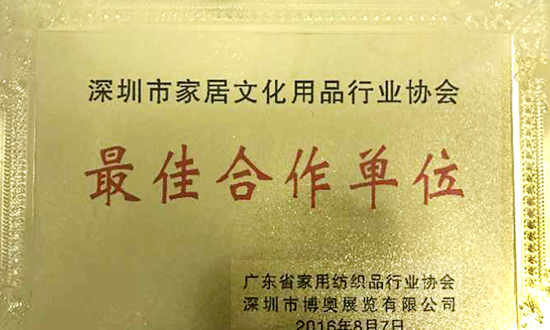 深圳市家居文化用品行业协会
最佳合作单位
广东省家用纺织品行业协会
深圳市博奥展览有限公司
2016年8月7日